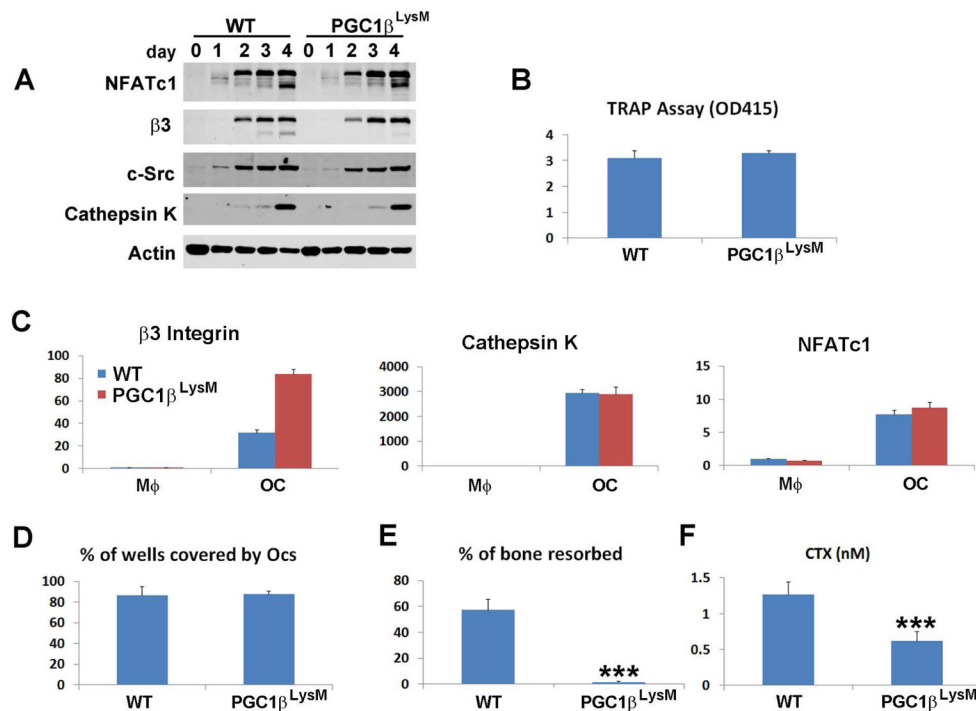 A
WT PGC1β LysM
day 0 1 2 3 4 0 1 2 3 4
NFATc1
β3
c-Src
Cathepsin K
Actin
B
TRAP Assay (OD415)
4
3
2
1
0
WT PGC1β LysM
C
β3 Integrin
100
80
60
40
20
0
WT
PGC1β LysM
Mφ OC
Cathepsin K
4000
3000
2000
1000
0
Mφ OC
NFATc1
15
10
5
0
Mφ OC
D
% of wells covered by Ocs
100
80
60
40
20
0
WT PGC1β LysM
E
% of bone resorbed
80
60
40
20
0
***
WT PGC1β LysM
F
CTX (nM)
1.5
1
0.5
0
***
WT PGC1β LysM